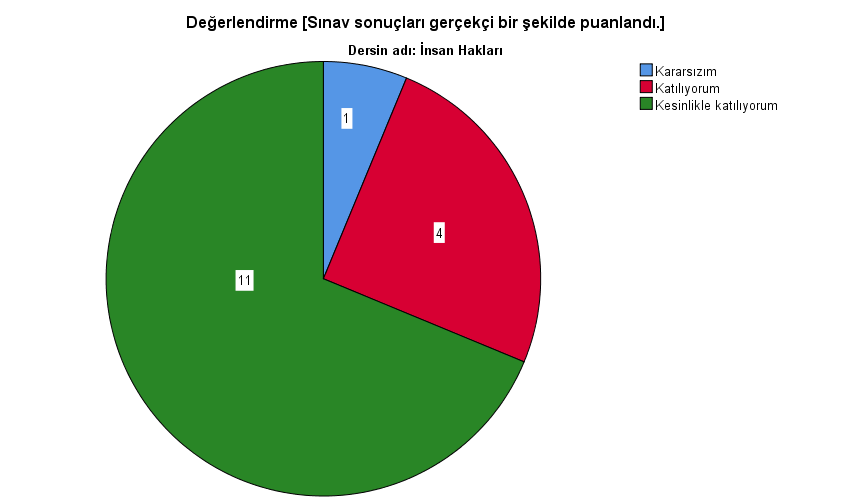 Değerlendirme [Sınav sonuçları gerçekçi bir şekilde puanlandı.]
Dersin adı: İnsan Hakları
Kararsızım
Katılıyorum
Kesinlikle katılıyorum
1
4
11